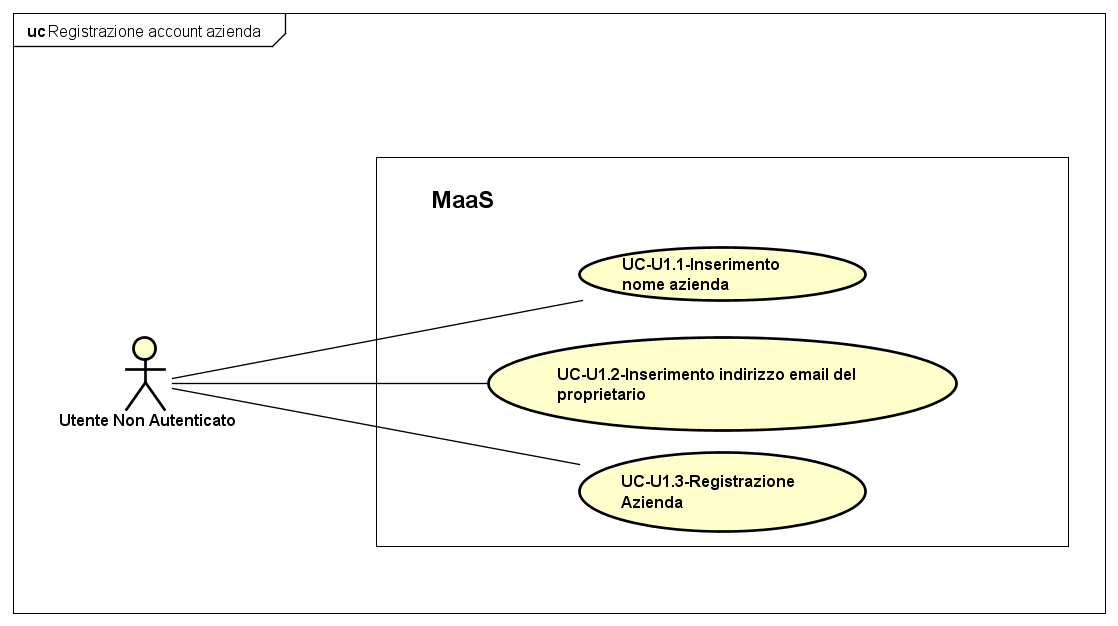 uc Registrazione account azienda
MaaS
UC-U1.1-Inserimento
nome azienda
UC-U1.2-Inserimento indirizzo email del
proprietario
Utente Non Autenticato
UC-U1.3-Registrazione
Azienda